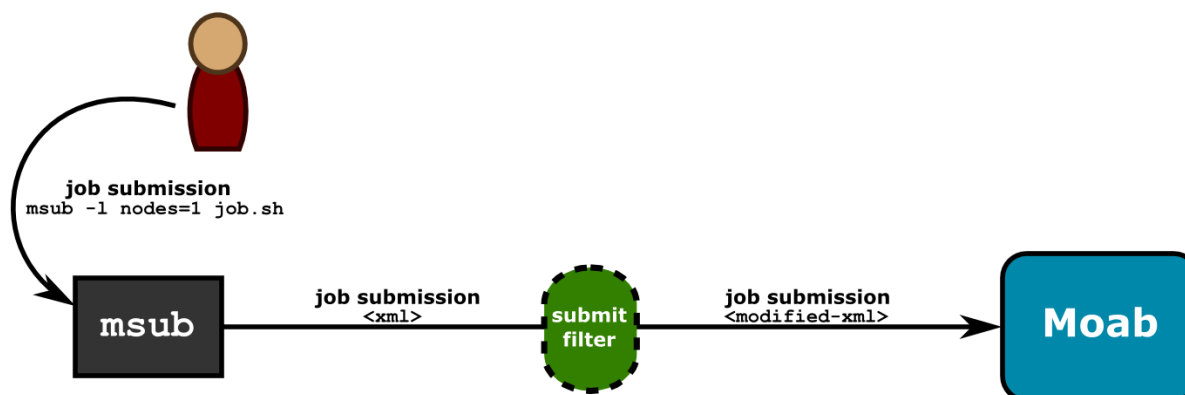 job submission
msub -l nodes=1 job.sh
msub
job submission
<xml>
submit
filter
job submission
<modified-xml>
Moab